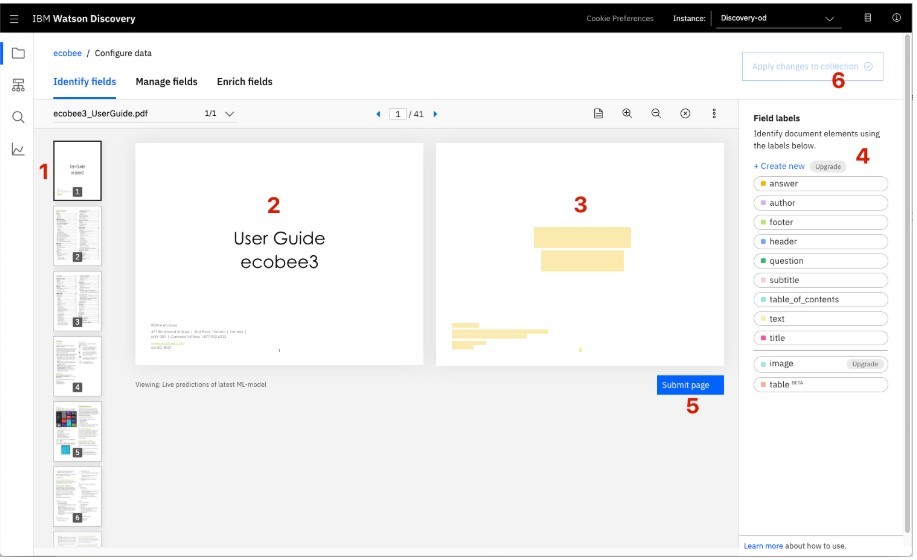 IBM Watson Discovery
Cookie Preferences
Instance:
Discovery-od
ecobee / Configure data
Apply changes to collection
6
Identify fields
Manage fields
Enrich fields
ecobee3_UserGuide.pdf
1/1
1 / 41
Field labels
Identify document elements using
the labels below.
4
+ Create new
Upgrade
answer
author
footer
header
question
subtitle
table_of_contents
text
title
image
Upgrade
table BETA
1
1
2
3
4
5
6
2
User Guide
ecobee3
3
Viewing: Live predictions of latest ML-model
Submit page
5
Learn more about how to use.